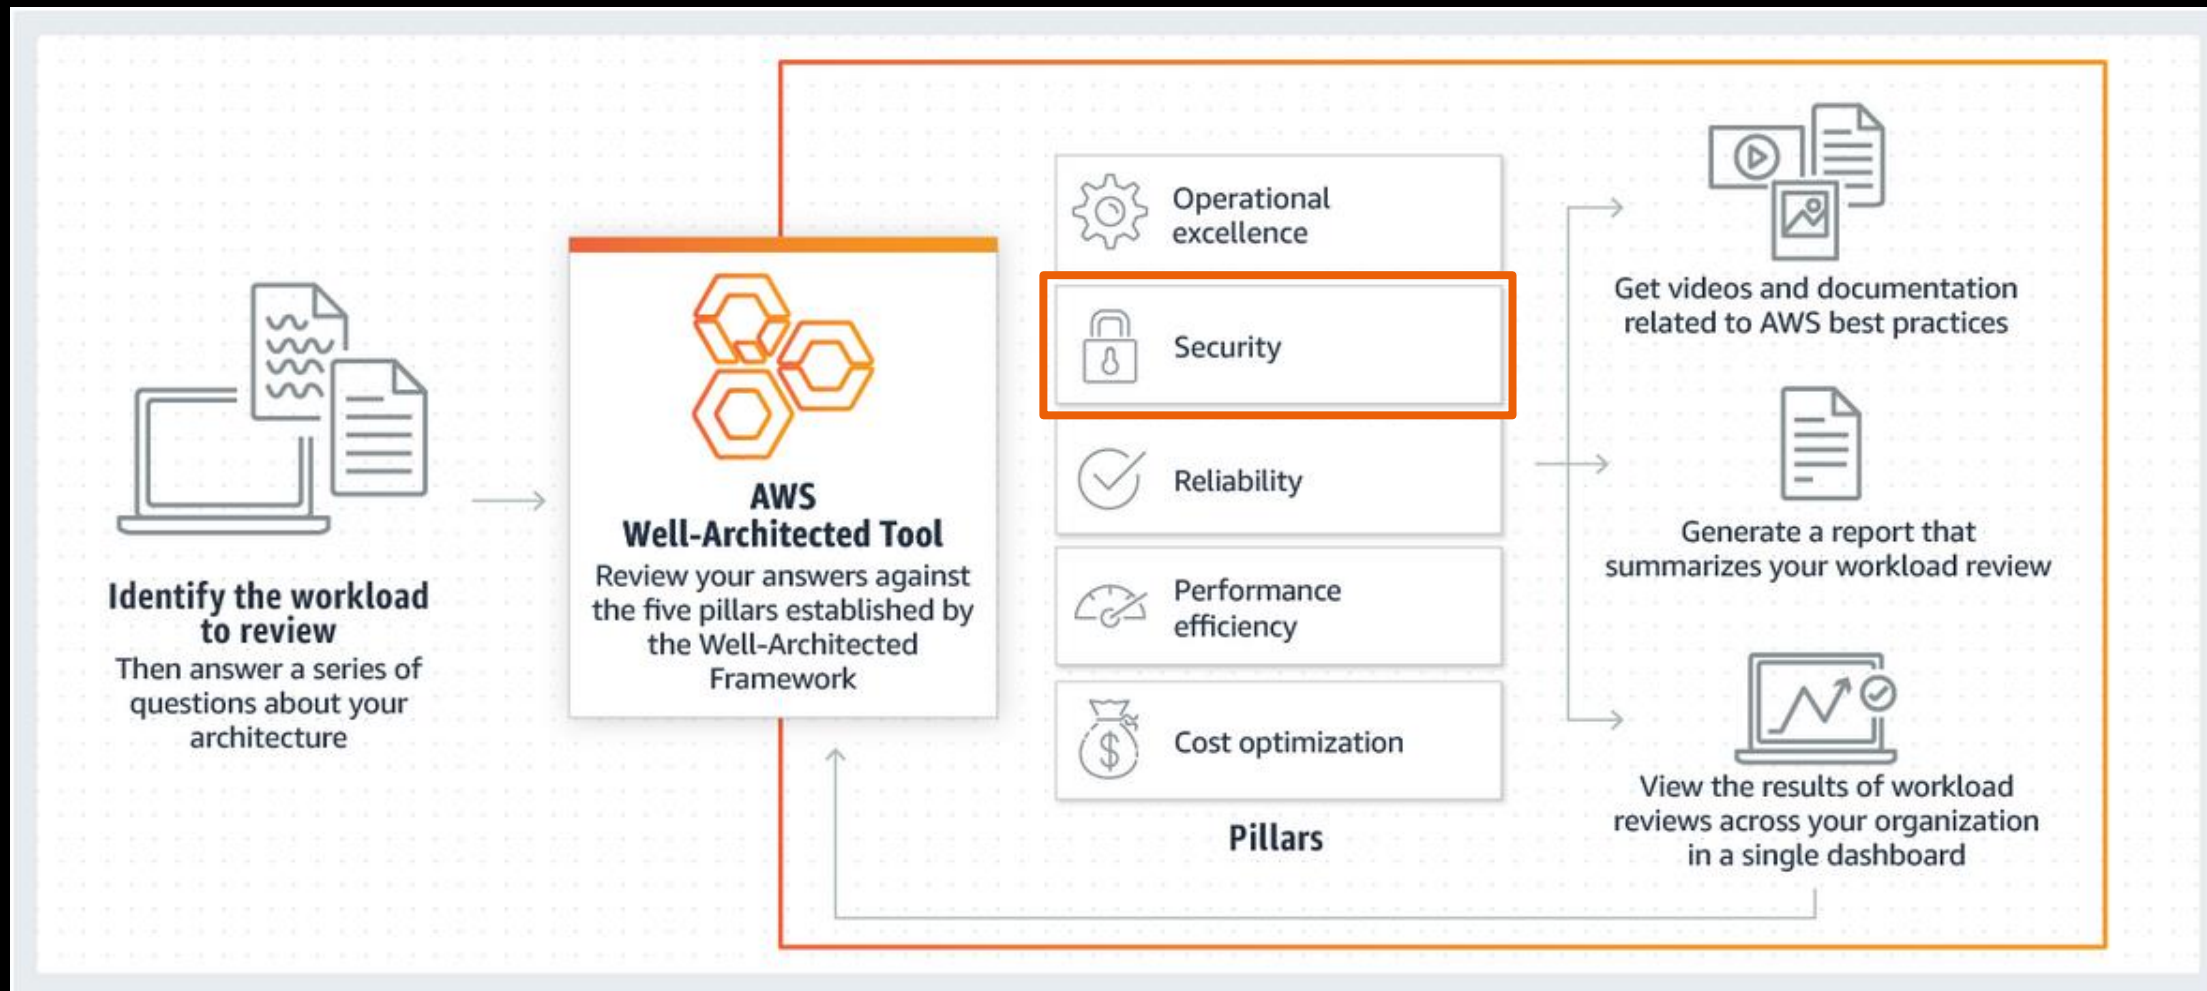 Identify the workload
to review
Then answer a series of
questions about your
architecture
AWS
Well-Architected Tool
Review your answers against
the five pillars established by
the Well-Architected
Framework
Operational
excellence
Security
Reliability
Performance
efficiency
$
Cost optimization
Pillars
Get videos and documentation
related to AWS best practices
Generate a report that
summarizes your workload review
View the results of workload
reviews across your organization
in a single dashboard